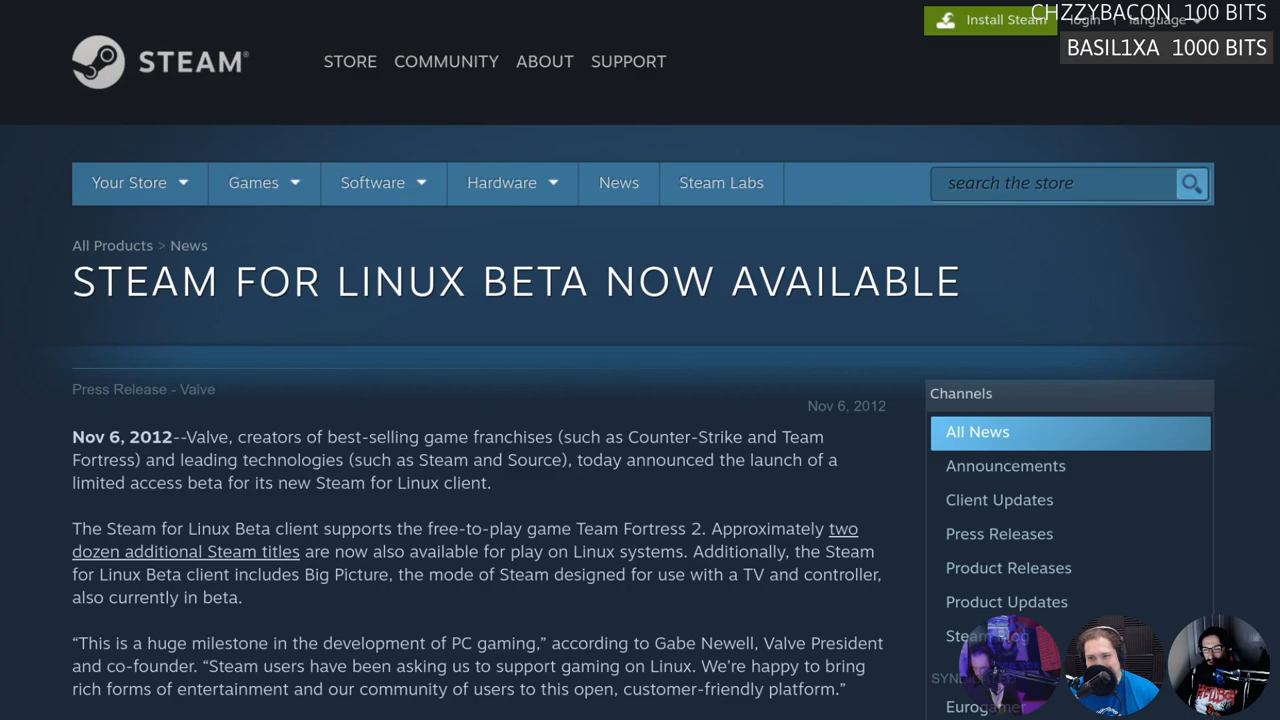 CHZZYBACON 100 BITS
Install Steam
login
language
BASIL1XA 1000 BITS
STEAM®
STORE COMMUNITY ABOUT SUPPORT
Your Store Games Software Hardware News Steam Labs
search the store
All Products > News
STEAM FOR LINUX BETA NOW AVAILABLE
Press Release - Valve
Nov 6, 2012
Nov 6, 2012--Valve, creators of best-selling game franchises (such as Counter-Strike and Team
Fortress) and leading technologies (such as Steam and Source), today announced the launch of a
limited access beta for its new Steam for Linux client.
The Steam for Linux Beta client supports the free-to-play game Team Fortress 2. Approximately two
dozen additional Steam titles are now also available for play on Linux systems. Additionally, the Steam
for Linux Beta client includes Big Picture, the mode of Steam designed for use with a TV and controller,
also currently in beta.
“This is a huge milestone in the development of PC gaming,” according to Gabe Newell, Valve President
and co-founder. “Steam users have been asking us to support gaming on Linux. We’re happy to bring
rich forms of entertainment and our community of users to this open, customer-friendly platform.”
Channels
All News
Announcements
Client Updates
Press Releases
Product Releases
Product Updates
Steam Blog
Eurogamer